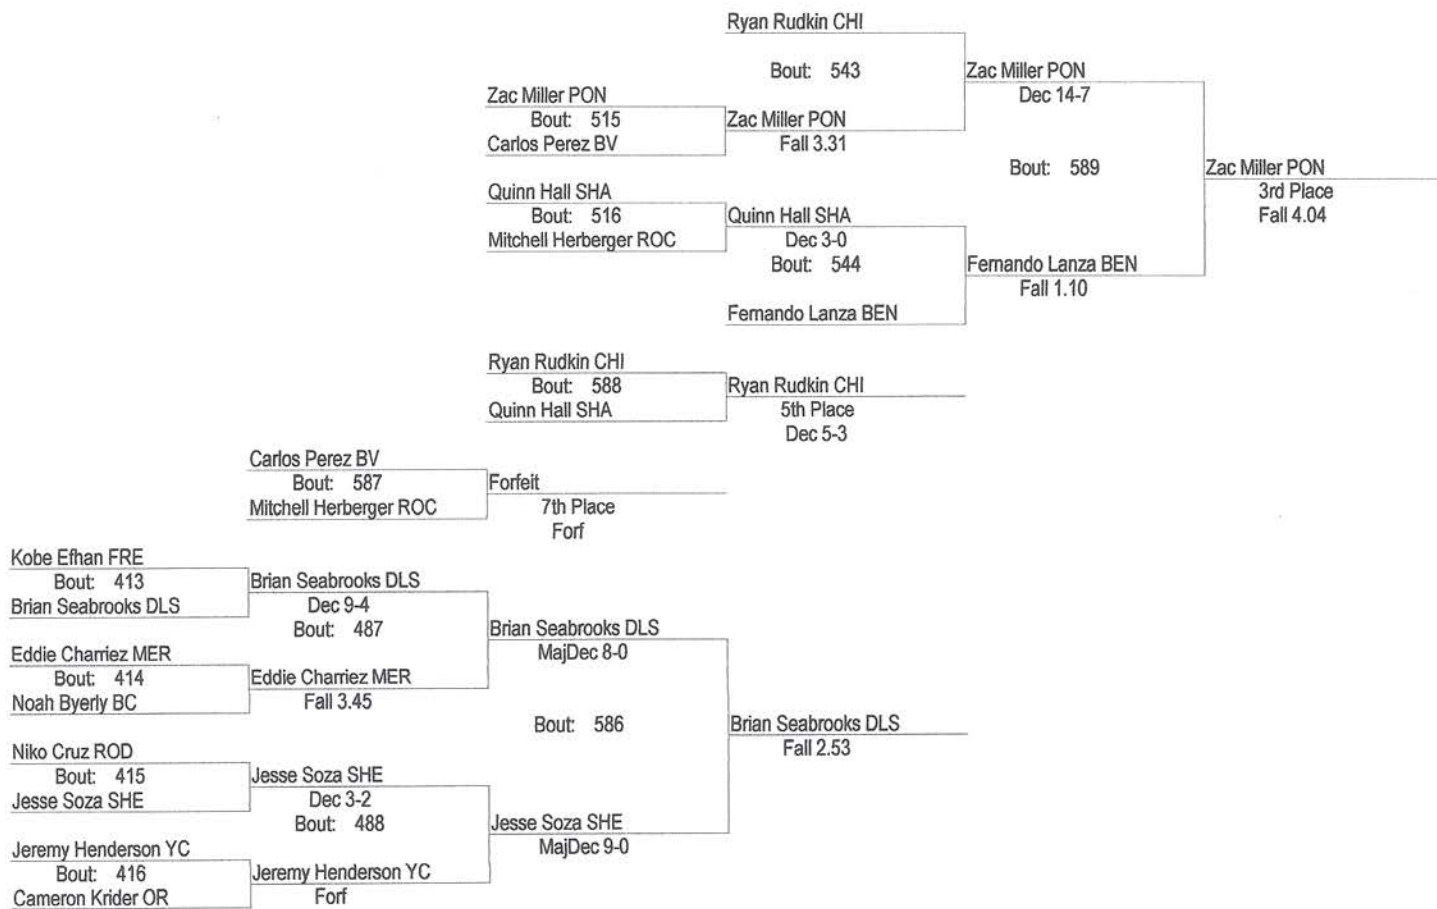 Ryan Rudkin CHI
Bout: 543
Zac Miller PON
Dec 14-7
Zac Miller PON
Bout: 515
Carlos Perez BV
Zac Miller PON
Fall 3.31
Bout: 589
Zac Miller PON
3rd Place
Fall 4.04
Quinn Hall SHA
Bout: 516
Mitchell Herberger ROC
Quinn Hall SHA
Dec 3-0
Bout: 544
Fernando Lanza BEN
Fall 1.10
Fernando Lanza BEN
Ryan Rudkin CHI
Bout: 588
Quinn Hall SHA
Ryan Rudkin CHI
5th Place
Dec 5-3
Carlos Perez BV
Bout: 587
Mitchell Herberger ROC
Forfeit
7th Place
Forf
Kobe Efhan FRE
Bout: 413
Brian Seabrooks DLS
Brian Seabrooks DLS
Dec 9-4
Bout: 487
Brian Seabrooks DLS
MajDec 8-0
Eddie Charriez MER
Bout: 414
Noah Byerly BC
Eddie Charriez MER
Fall 3.45
Bout: 586
Brian Seabrooks DLS
Fall 2.53
Niko Cruz ROD
Bout: 415
Jesse Soza SHE
Jesse Soza SHE
Dec 3-2
Bout: 488
Jesse Soza SHE
MajDec 9-0
Jeremy Henderson YC
Bout: 416
Cameron Krider OR
Jeremy Henderson YC
Forf